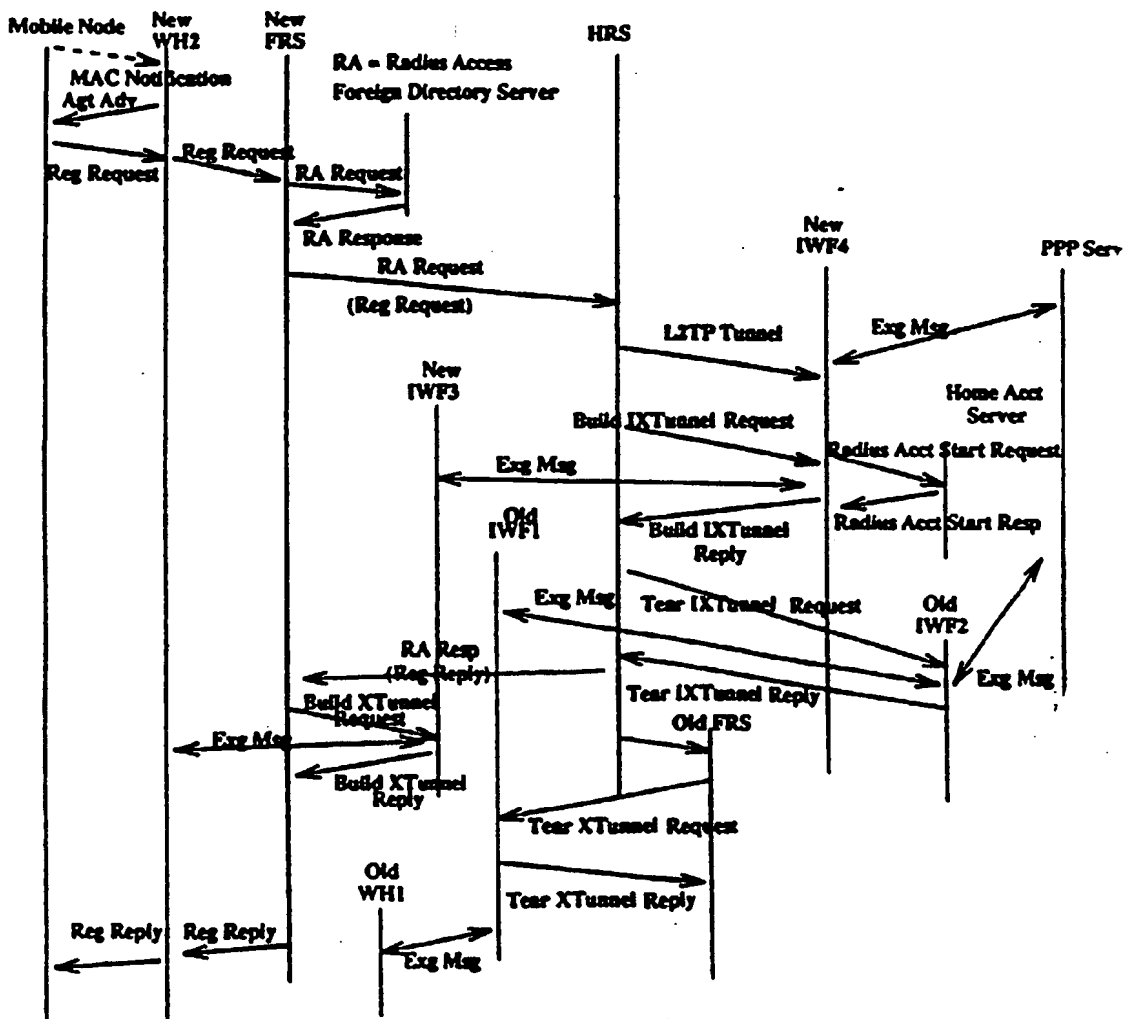 Mobile Node
New
WH2
New
FRS
HRS
RA = Radius Access
Foreign Directory Server
MAC Notification
Agt Adv
Reg Request
Reg Request
RA Request
RA Response
RA Request
(Reg Request)
New
IWF4
PPP Serv
L2TP Tunnel
Exg Msg
New
IWF3
Home Acct
Server
Build IXTunnel Request
Radius Acct Start Request
Exg Msg
Radius Acct Start Resp
Build IXTunnel
Reply
Old
IWF1
Exg Msg
Tear IXTunnel Request
Old
IWF2
RA Resp
(Reg Reply)
Exg Msg
Tear IXTunnel Reply
Build XTunnel
Request
Old FRS
Exg Msg
Build XTunnel
Reply
Tear XTunnel Request
Old
WH1
Tear XTunnel Reply
Reg Reply
Reg Reply
Exg Msg